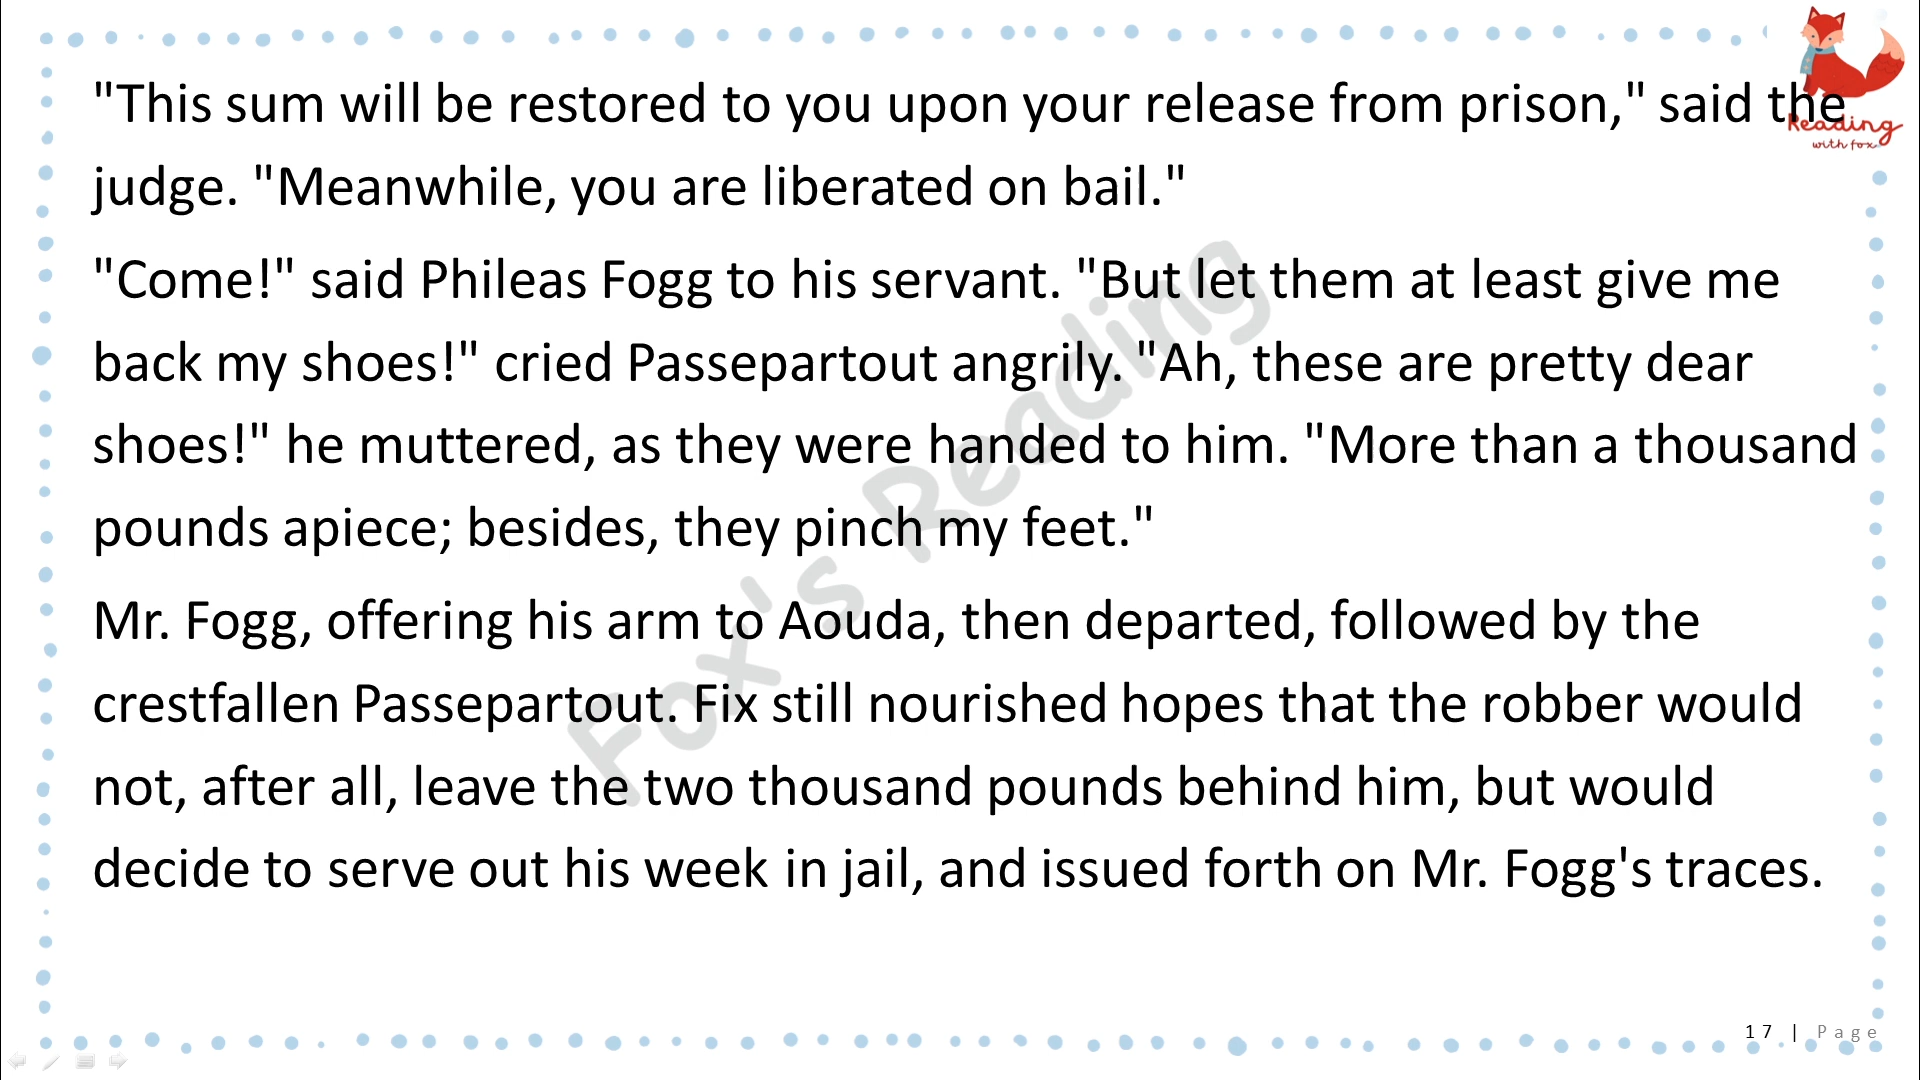 "This sum will be restored to you upon your release from prison," said the
judge. "Meanwhile, you are liberated on bail."
"Come!" said Phileas Fogg to his servant. "But let them at least give me
back my shoes!" cried Passepartout angrily. "Ah, these are pretty dear
shoes!" he muttered, as they were handed to him. "More than a thousand
pounds apiece; besides, they pinch my feet."
Mr. Fogg, offering his arm to Aouda, then departed, followed by the
crestfallen Passepartout. Fix still nourished hopes that the robber would
not, after all, leave the two thousand pounds behind him, but would
decide to serve out his week in jail, and issued forth on Mr. Fogg's traces.
Reading
with fox
Fox's Reading
17 | Page